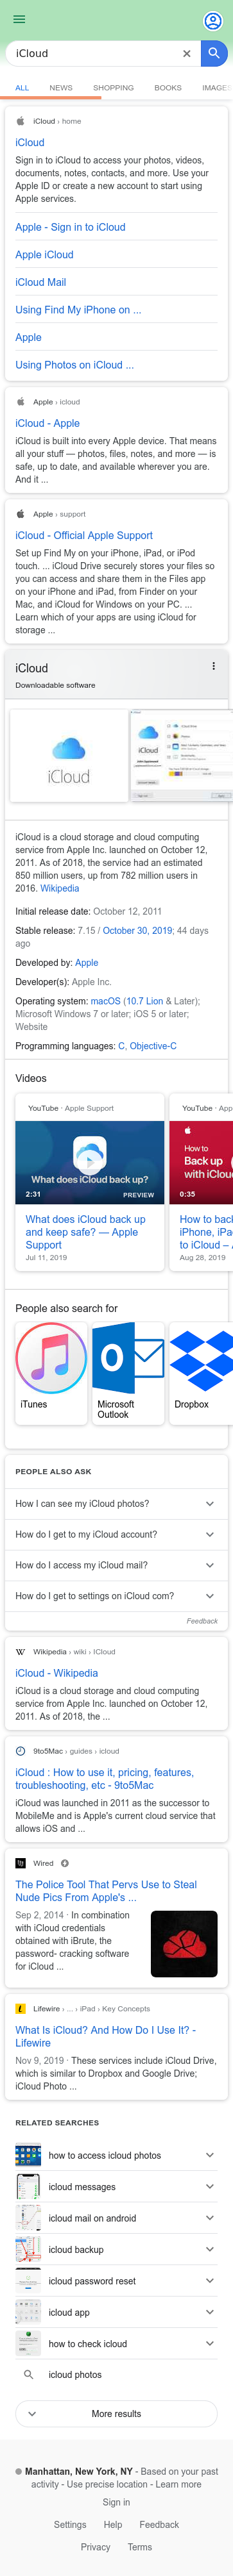 iCloud
ALL NEWS SHOPPING BOOKS IMAGES
iCloud › home
iCloud
Sign in to iCloud to access your photos, videos,
documents, notes, contacts, and more. Use your
Apple ID or create a new account to start using
Apple services.
Apple - Sign in to iCloud
Apple iCloud
iCloud Mail
Using Find My iPhone on ...
Apple
Using Photos on iCloud ...
Apple › icloud
iCloud - Apple
iCloud is built into every Apple device. That means
all your stuff — photos, files, notes, and more — is
safe, up to date, and available wherever you are.
And it ...
Apple › support
iCloud - Official Apple Support
Set up Find My on your iPhone, iPad, or iPod
touch. ... iCloud Drive securely stores your files so
you can access and share them in the Files app
on your iPhone and iPad, from Finder on your
Mac, and iCloud for Windows on your PC. ...
Learn which of your apps are using iCloud for
storage ...
iCloud
Downloadable software
iCloud
iCloud
iCloud is a cloud storage and cloud computing
service from Apple Inc. launched on October 12,
2011. As of 2018, the service had an estimated
850 million users, up from 782 million users in
2016. Wikipedia
Initial release date: October 12, 2011
Stable release: 7.15 / October 30, 2019; 44 days
ago
Developed by: Apple
Developer(s): Apple Inc.
Operating system: macOS (10.7 Lion & Later);
Microsoft Windows 7 or later; iOS 5 or later;
Website
Programming languages: C, Objective-C
Videos
YouTube · Apple Support
What does iCloud back up?
2:31 PREVIEW
What does iCloud back up
and keep safe? — Apple
Support
Jul 11, 2019
YouTube · App
How to
Back up
with iCloud
0:35
How to back
iPhone, iPa
to iCloud –
Aug 28, 2019
People also search for
iTunes
Microsoft
Outlook
Dropbox
PEOPLE ALSO ASK
How I can see my iCloud photos?
How do I get to my iCloud account?
How do I access my iCloud mail?
How do I get to settings on iCloud com?
Feedback
W Wikipedia › wiki › ICloud
iCloud - Wikipedia
iCloud is a cloud storage and cloud computing
service from Apple Inc. launched on October 12,
2011. As of 2018, the ...
9to5Mac › guides › icloud
iCloud : How to use it, pricing, features,
troubleshooting, etc - 9to5Mac
iCloud was launched in 2011 as the successor to
MobileMe and is Apple's current cloud service that
allows iOS and ...
Wired
The Police Tool That Pervs Use to Steal
Nude Pics From Apple's ...
Sep 2, 2014 · In combination
with iCloud credentials
obtained with iBrute, the
password- cracking software
for iCloud ...
Lifewire › ... › iPad › Key Concepts
What Is iCloud? And How Do I Use It? -
Lifewire
Nov 9, 2019 · These services include iCloud Drive,
which is similar to Dropbox and Google Drive;
iCloud Photo ...
RELATED SEARCHES
how to access icloud photos
icloud messages
icloud mail on android
icloud backup
icloud password reset
icloud app
how to check icloud
icloud photos
More results
Manhattan, New York, NY - Based on your past
activity - Use precise location - Learn more
Sign in
Settings Help Feedback
Privacy Terms